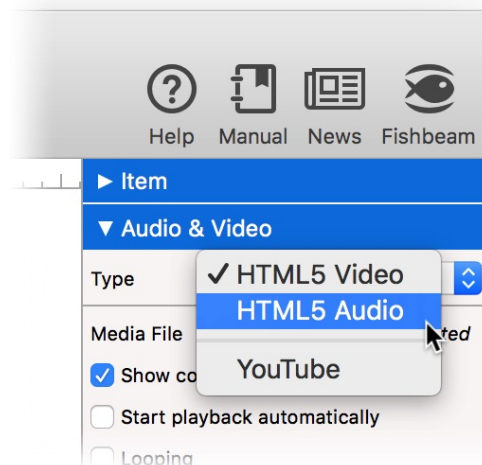 Help Manual News Fishbeam
▶ Item
▼ Audio & Video
Type ✓ HTML5 Video
HTML5 Audio
Media File ted
Show co YouTube
Start playback automatically
Looping